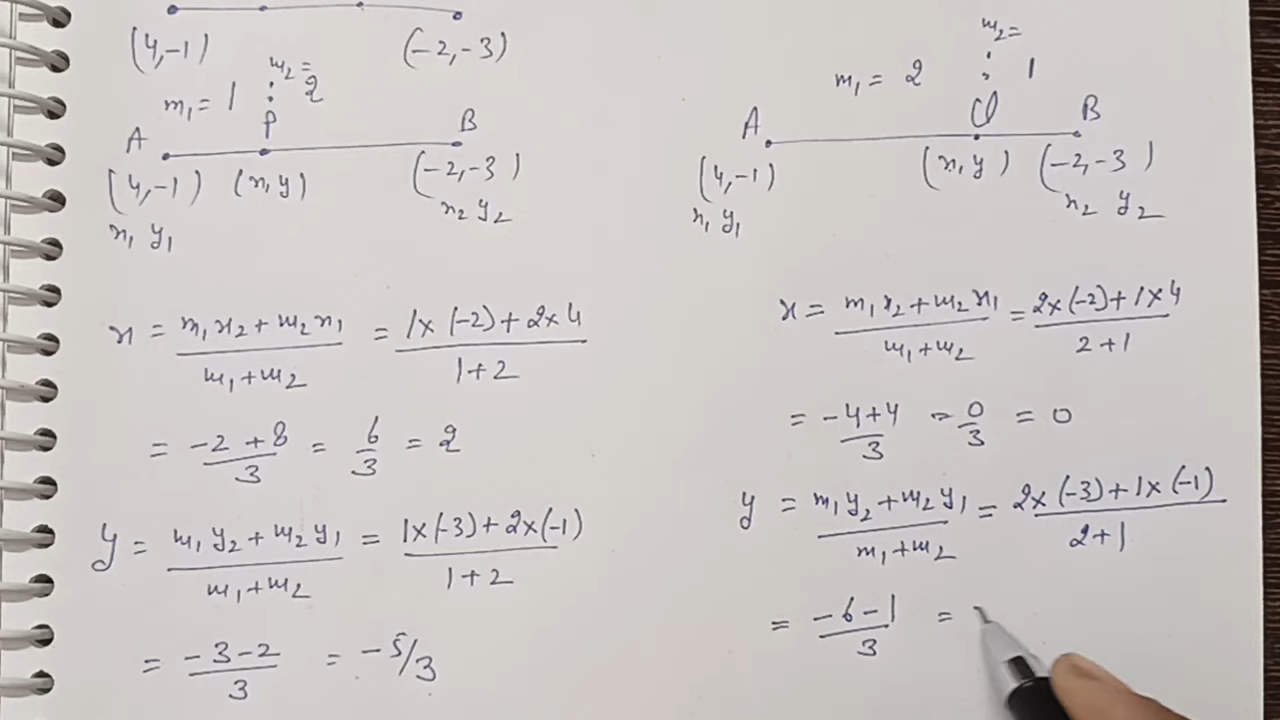 (4,-1) (-2,-3)
m₁ = 1 : m₂ = 2
A P B
(4,-1) (x,y) (-2,-3)
x₁ y₁ x₂ y₂
x = m₁x₂+m₂x₁/m₁+m₂ = 1×(-2)+2×4/1+2
= -2+8/3 = 6/3 = 2
y = m₁y₂+m₂y₁/m₁+m₂ = 1×(-3)+2×(-1)/1+2
= -3-2/3 = -5/3
m₁ = 2 : m₂ = 1
A Q B
(4,-1) (x,y) (-2,-3)
x₁ y₁ x₂ y₂
x = m₁x₂+m₂x₁/m₁+m₂ = 2×(-2)+1×4/2+1
= -4+4/3 = 0/3 = 0
y = m₁y₂+m₂y₁/m₁+m₂ = 2×(-3)+1×(-1)/2+1
= -6-1/3 =